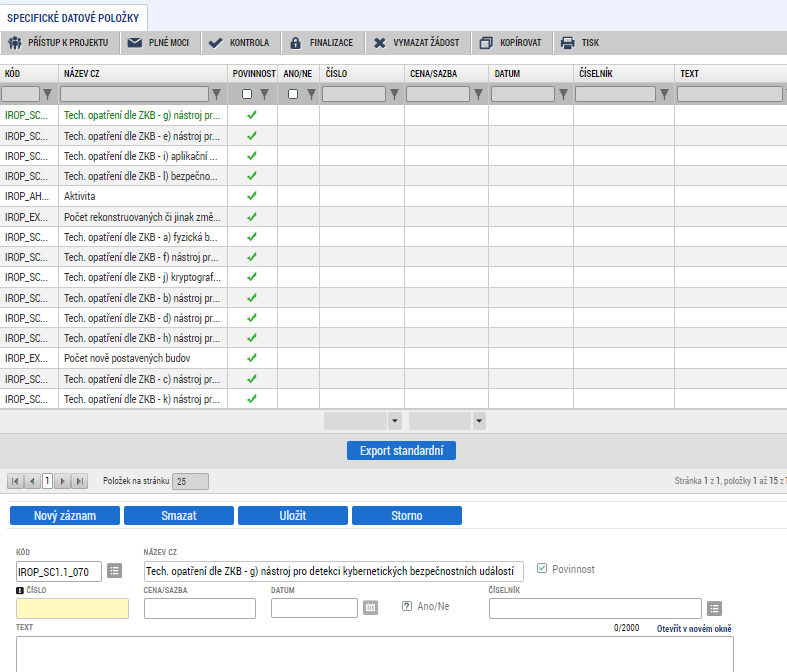 SPECIFICKÉ DATOVÉ POLOŽKY
PŘÍSTUP K PROJEKTU PLNÉ MOCI KONTROLA FINALIZACE VYMAZAT ŽÁDOST KOPÍROVAT TISK
KÓD NÁZEV CZ POVINNOST ANO/NE ČÍSLO CENA/SAZBA DATUM ČÍSELNÍK TEXT
IROP_SC... Tech. opatření dle ZKB - g) nástroj pr...
IROP_SC... Tech. opatření dle ZKB - e) nástroj pr...
IROP_SC... Tech. opatření dle ZKB - i) aplikační ...
IROP_SC... Tech. opatření dle ZKB - l) bezpečno...
IROP_AH... Aktivita
IROP_EX... Počet rekonstruovaných či jinak změ...
IROP_SC... Tech. opatření dle ZKB - a) fyzická b...
IROP_SC... Tech. opatření dle ZKB - f) nástroj pr...
IROP_SC... Tech. opatření dle ZKB - j) kryptograf...
IROP_SC... Tech. opatření dle ZKB - b) nástroj pr...
IROP_SC... Tech. opatření dle ZKB - d) nástroj pr...
IROP_SC... Tech. opatření dle ZKB - h) nástroj pr...
IROP_EX... Počet nově postavených budov
IROP_SC... Tech. opatření dle ZKB - c) nástroj pr...
IROP_SC... Tech. opatření dle ZKB - k) nástroj pr...
Export standardní
1 Položek na stránku 25 Stránka 1 z 1, položky 1 až 15 z 1
Nový záznam Smazat Uložit Storno
KÓD NÁZEV CZ
IROP_SC1.1_070 Tech. opatření dle ZKB - g) nástroj pro detekci kybernetických bezpečnostních událostí Povinnost
ČÍSLO CENA/SAZBA DATUM ČÍSELNÍK
Ano/Ne
TEXT 0/2000 Otevřít v novém okně